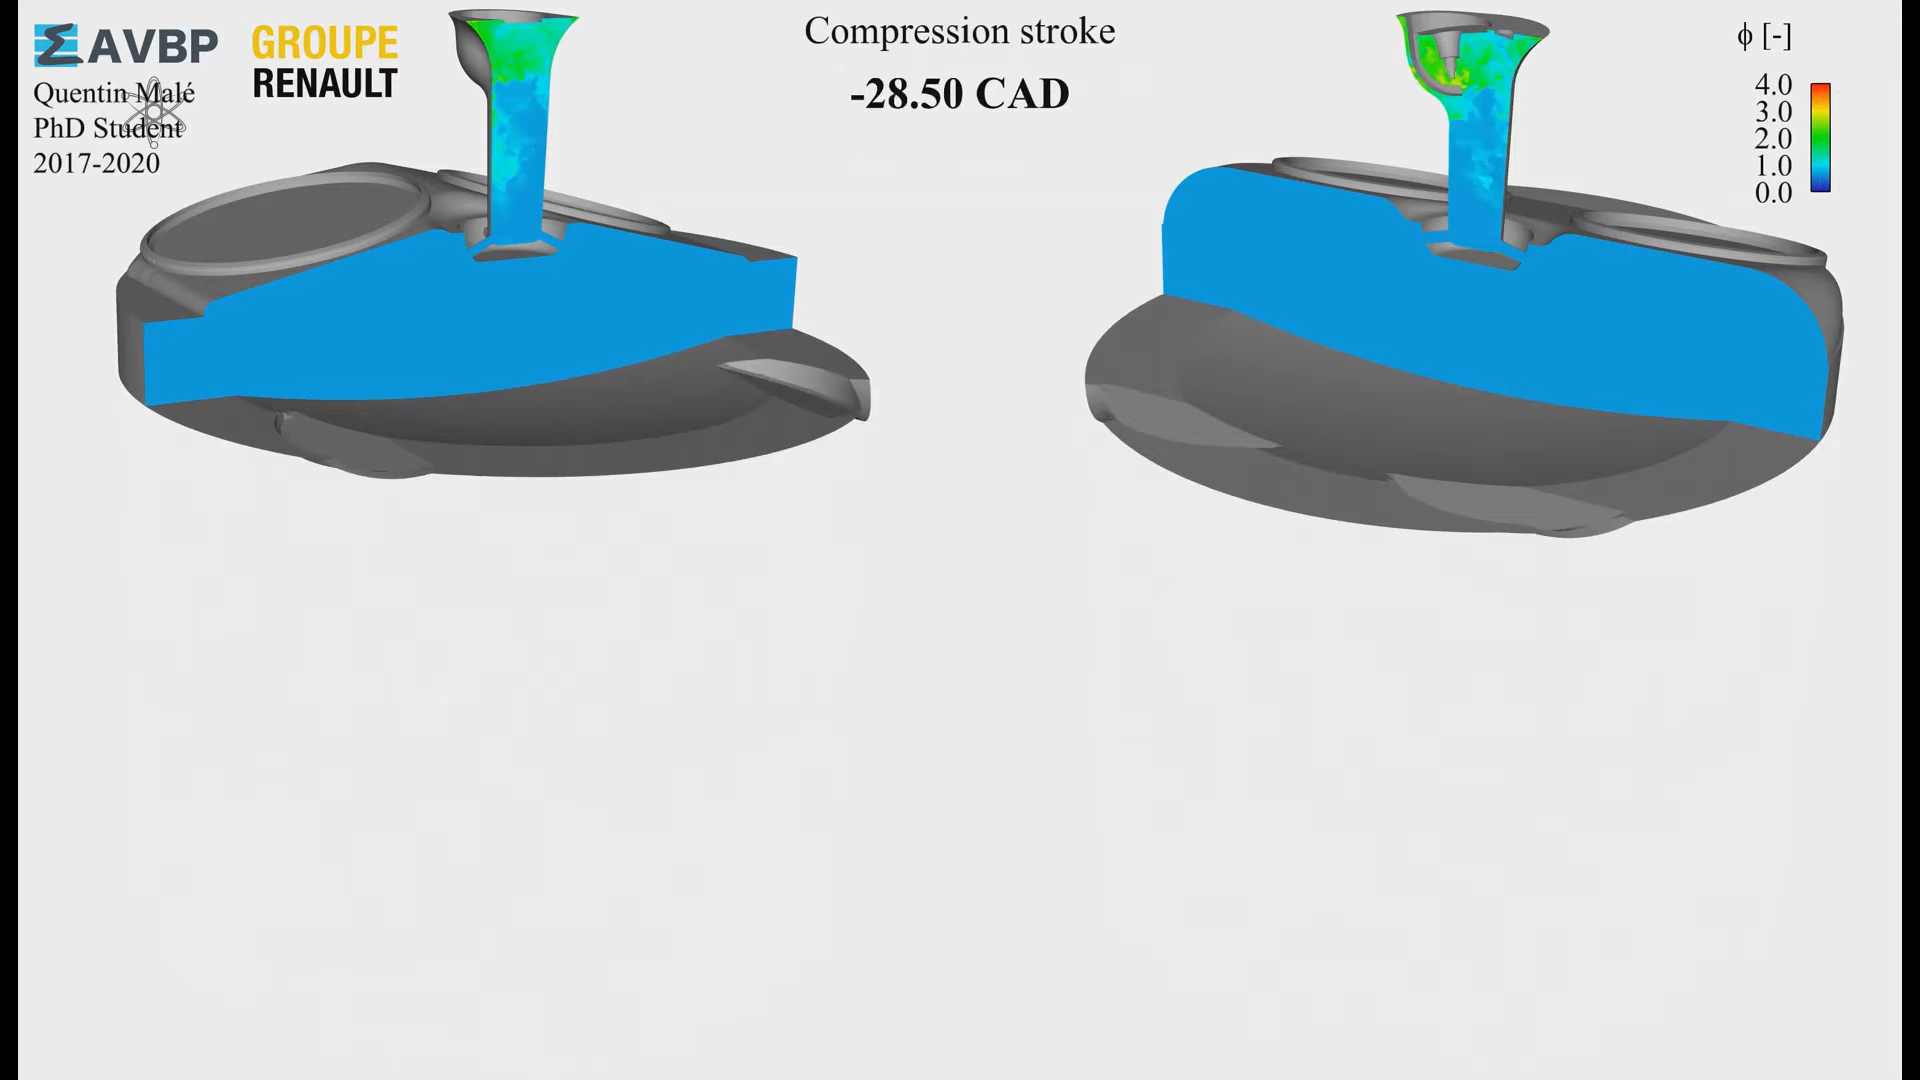 AVBP
GROUPE
RENAULT
Quentin Malé
PhD Student
2017-2020
Compression stroke
-28.50 CAD
ϕ [-]
4.0
3.0
2.0
1.0
0.0